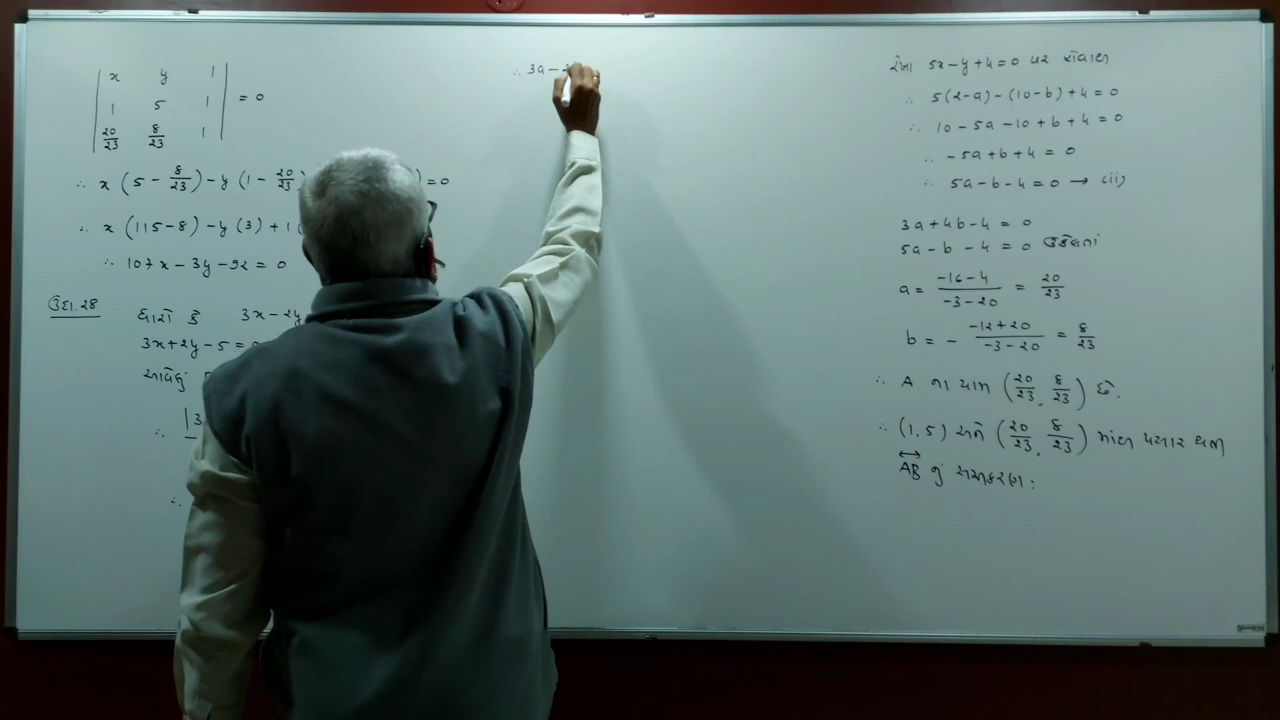 | x y 1 |
| 1 5 1 | = 0
| 20/23 8/23 1 |
∴ x (5 − 8/23) − y (1 − 20/23) = 0
∴ x (115−8) − y (3) + 1 (
∴ 107x − 3y − 92 = 0
ઉદા.૨૪
ધારો કે 3x − 2y
3x + 2y − 5 =
આપેલું
∴ |3
∴
∴ 3a −
રેખા 5x − y + 4 = 0 પર
∴ 5(2−a) − (10−b) + 4 = 0
∴ 10 − 5a − 10 + b + 4 = 0
∴ −5a + b + 4 = 0
∴ 5a − b − 4 = 0 → (ii)
3a + 4b − 4 = 0
5a − b − 4 = 0 ઉકેલતાં
a = −16−4 / −3−20 = 20/23
b = − −12+20 / −3−20 = 8/23
∴ A ના યામ (20/23, 8/23) છે.
∴ (1, 5) અને (20/23, 8/23) માંથી પસાર થતી
AB નું સમીકરણ :